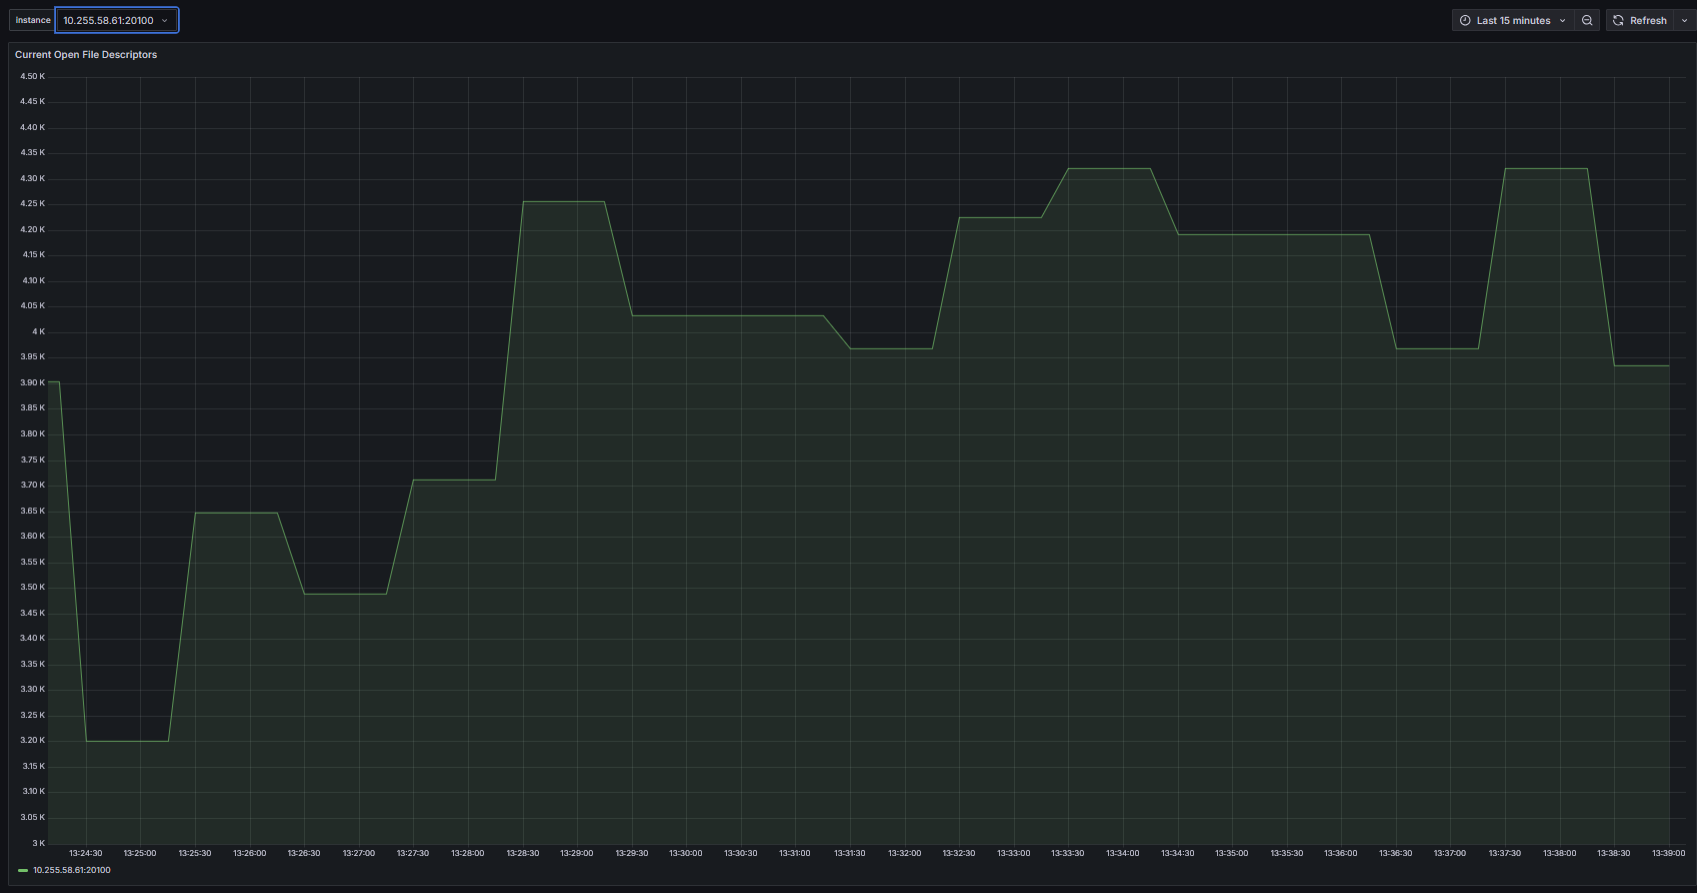 instance 10.255.58.61:20100 Last 15 minutes Refresh
Current Open File Descriptors
4.50 K
4.45 K
4.40 K
4.35 K
4.30 K
4.25 K
4.20 K
4.15 K
4.10 K
4.05 K
4 K
3.95 K
3.90 K
3.85 K
3.80 K
3.75 K
3.70 K
3.65 K
3.60 K
3.55 K
3.50 K
3.45 K
3.40 K
3.35 K
3.30 K
3.25 K
3.20 K
3.15 K
3.10 K
3.05 K
3 K
13:24:30 13:25:00 13:25:30 13:26:00 13:26:30 13:27:00 13:27:30 13:28:00 13:28:30 13:29:00 13:29:30 13:30:00 13:30:30 13:31:00 13:31:30 13:32:00 13:32:30 13:33:00 13:33:30 13:34:00 13:34:30 13:35:00 13:35:30 13:36:00 13:36:30 13:37:00 13:37:30 13:38:00 13:38:30 13:39:00
10.255.58.61:20100